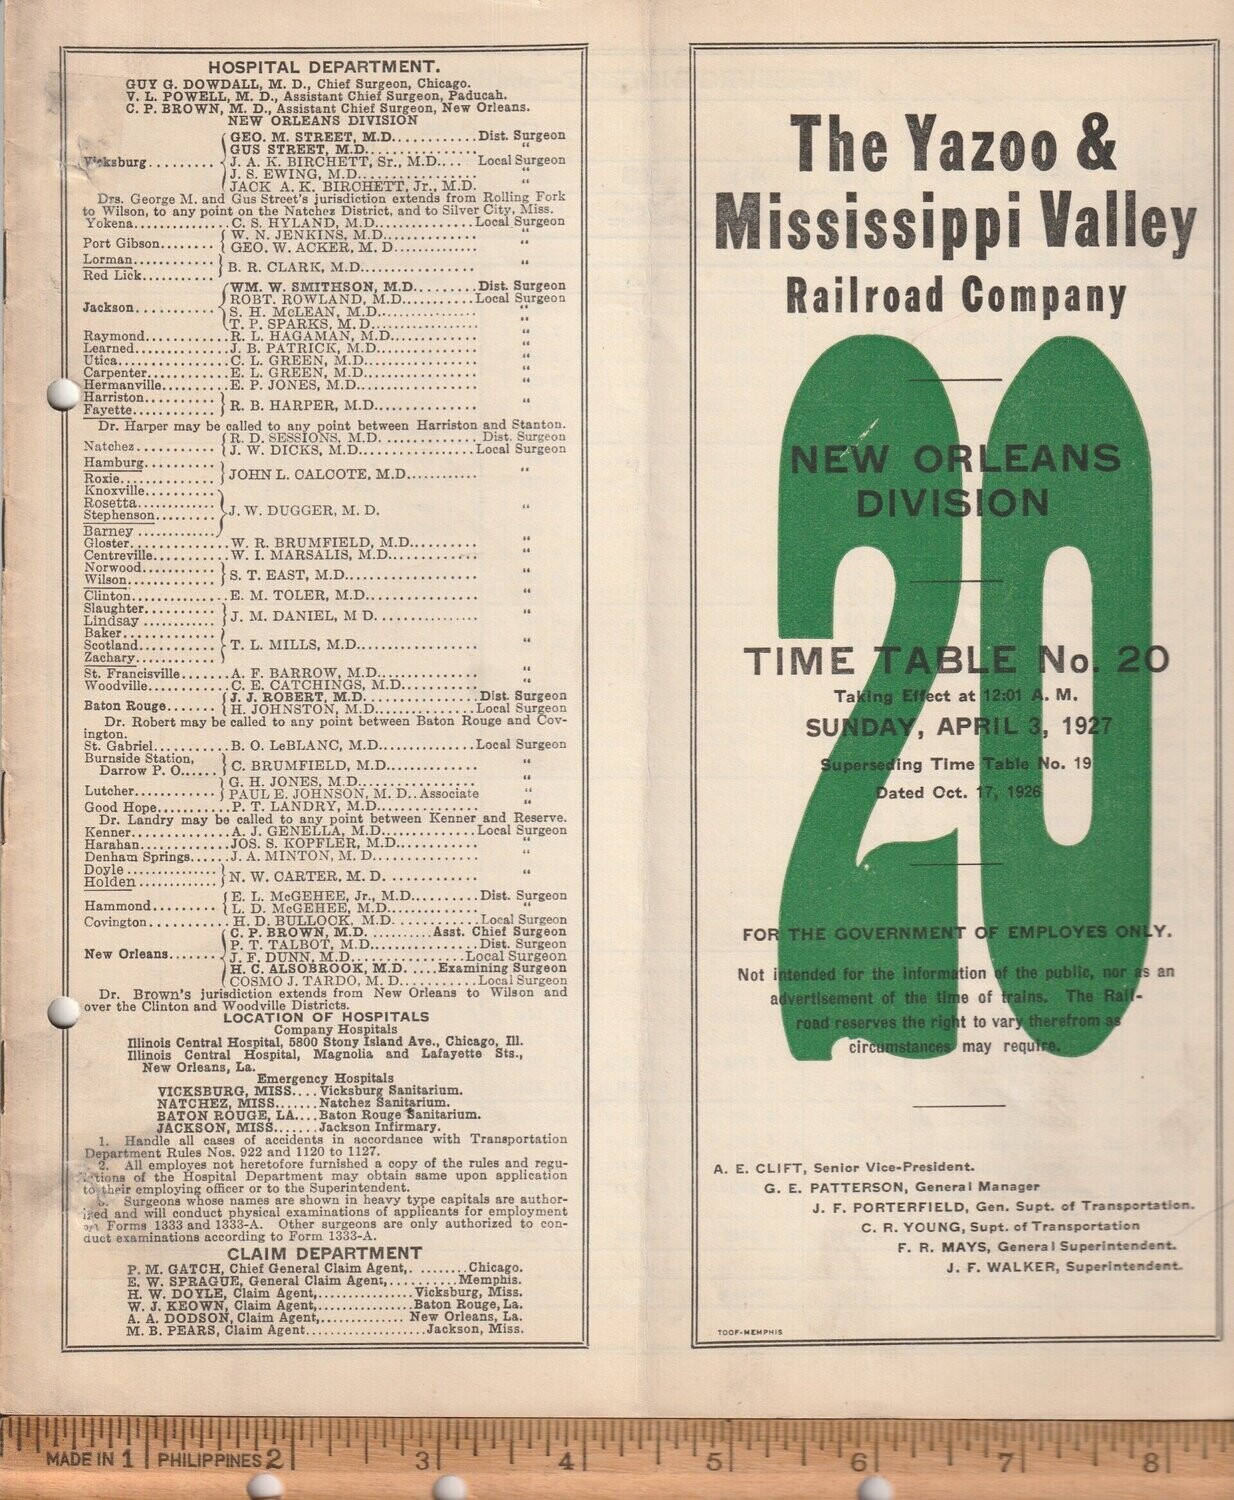 HOSPITAL DEPARTMENT.
GUY G. DOWDALL, M. D., Chief Surgeon, Chicago.
V. L. POWELL, M. D., Assistant Chief Surgeon, Paducah.
C. P. BROWN, M. D., Assistant Chief Surgeon, New Orleans.
NEW ORLEANS DIVISION
GEO. M. STREET, M.D............Dist. Surgeon
GUS STREET, M.D................ "
Vicksburg......... J. A. K. BIRCHETT, Sr., M.D.... Local Surgeon
J. S. EWING, M.D............... "
JACK A. K. BIRCHETT, Jr., M.D. "
Drs. George M. and Gus Street's jurisdiction extends from Rolling Fork
to Wilson, to any point on the Natchez District, and to Silver City, Miss.
Yokena..............C. S. HYLAND, M.D..............Local Surgeon
W. N. JENKINS, M.D............. "
Port Gibson........ GEO. W. ACKER, M. D............ "
Lorman............
Red Lick.......... B. R. CLARK, M.D................ "
WM. W. SMITHSON, M.D.........Dist. Surgeon
ROBT. ROWLAND, M.D..........Local Surgeon
Jackson........... S. H. McLEAN, M.D.............. "
T. P. SPARKS, M. D............... "
Raymond............R. L. HAGAMAN, M.D............ "
Learned.............J. B. PATRICK, M.D.............. "
Utica...............C. L. GREEN, M.D................ "
Carpenter...........E. L. GREEN, M.D................ "
Hermanville.........E. P. JONES, M.D................. "
Harriston..........
Fayette........... R. B. HARPER, M.D.............. "
Dr. Harper may be called to any point between Harriston and Stanton.
R. D. SESSIONS, M.D. ............. Dist. Surgeon
Natchez........... J. W. DICKS, M.D...............Local Surgeon
Hamburg..........
Roxie............. JOHN L. CALCOTE, M.D........... "
Knoxville..........
Rosetta............
Stephenson......... J. W. DUGGER, M. D. "
Barney ...........
Gloster..............W. R. BRUMFIELD, M.D......... "
Centreville...........W. I. MARSALIS, M.D............ "
Norwood..........
Wilson............ S. T. EAST, M.D.................. "
Clinton..............E. M. TOLER, M.D............... "
Slaughter..........
Lindsay ........... J. M. DANIEL, M D. ............... "
Baker.............
Scotland........... T. L. MILLS, M.D................ "
Zachary...........
St. Francisville.......A. F. BARROW, M.D............. "
Woodville............C. E. CATCHINGS, M.D.......... "
J. J. ROBERT, M.D. ..............Dist. Surgeon
Baton Rouge....... H. JOHNSTON, M.D..............Local Surgeon
Dr. Robert may be called to any point between Baton Rouge and Cov-
ington.
St. Gabriel...........B. O. LeBLANC, M.D..............Local Surgeon
Burnside Station,
Darrow P. O...... C. BRUMFIELD, M.D............. "
G. H. JONES, M.D................. "
Lutcher............ PAUL E. JOHNSON, M. D..Associate "
Good Hope..........P. T. LANDRY, M.D.............. "
Dr. Landry may be called to any point between Kenner and Reserve.
Kenner.............A. J. GENELLA, M.D.............Local Surgeon
Harahan............JOS. S. KOPFLER, M.D........... "
Denham Springs......J. A. MINTON, M. D............... "
Doyle .............
Holden ............ N. W. CARTER, M. D. ............. "
E. L. McGEHEE, Jr., M.D..........Dist. Surgeon
Hammond.......... L. D. McGEHEE, M.D............. "
Covington............H. D. BULLOCK, M.D. ............Local Surgeon
C. P. BROWN, M.D. ..........Asst. Chief Surgeon
P. T. TALBOT, M.D................Dist. Surgeon
New Orleans....... J. F. DUNN, M.D.................Local Surgeon
H. C. ALSOBROOK, M.D. ....Examining Surgeon
COSMO J. TARDO, M. D...........Local Surgeon
Dr. Brown's jurisdiction extends from New Orleans to Wilson and
over the Clinton and Woodville Districts.
LOCATION OF HOSPITALS
Company Hospitals
Illinois Central Hospital, 5800 Stony Island Ave., Chicago, Ill.
Illinois Central Hospital, Magnolia and Lafayette Sts.,
New Orleans, La.
Emergency Hospitals
VICKSBURG, MISS....Vicksburg Sanitarium.
NATCHEZ, MISS.......Natchez Sanitarium.
BATON ROUGE, LA....Baton Rouge Sanitarium.
JACKSON, MISS.......Jackson Infirmary.
1. Handle all cases of accidents in accordance with Transportation
Department Rules Nos. 922 and 1120 to 1127.
2. All employes not heretofore furnished a copy of the rules and regu-
lations of the Hospital Department may obtain same upon application
to their employing officer or to the Superintendent.
Surgeons whose names are shown in heavy type capitals are author-
ized and will conduct physical examinations of applicants for employment
on Forms 1333 and 1333-A. Other surgeons are only authorized to con-
duct examinations according to Form 1333-A.
CLAIM DEPARTMENT
P. M. GATCH, Chief General Claim Agent,. ........Chicago.
E. W. SPRAGUE, General Claim Agent,..........Memphis.
H. W. DOYLE, Claim Agent,...............Vicksburg, Miss.
W. J. KEOWN, Claim Agent,...............Baton Rouge, La.
A. A. DODSON, Claim Agent,............. New Orleans, La.
M. B. PEARS, Claim Agent...................Jackson, Miss.
The Yazoo &
Mississippi Valley
Railroad Company
20
NEW ORLEANS
DIVISION
TIME TABLE No. 20
Taking Effect at 12:01 A. M.
SUNDAY, APRIL 3, 1927
Superseding Time Table No. 19
Dated Oct. 17, 1926
FOR THE GOVERNMENT OF EMPLOYES ONLY.
Not intended for the information of the public, nor as an
advertisement of the time of trains. The Rail-
road reserves the right to vary therefrom as
circumstances may require.
A. E. CLIFT, Senior Vice-President.
G. E. PATTERSON, General Manager
J. F. PORTERFIELD, Gen. Supt. of Transportation.
C. R. YOUNG, Supt. of Transportation
F. R. MAYS, General Superintendent.
J. F. WALKER, Superintendent.
TOOF-MEMPHIS
MADE IN 1 PHILIPPINES 2 3 4 5 6 7 8